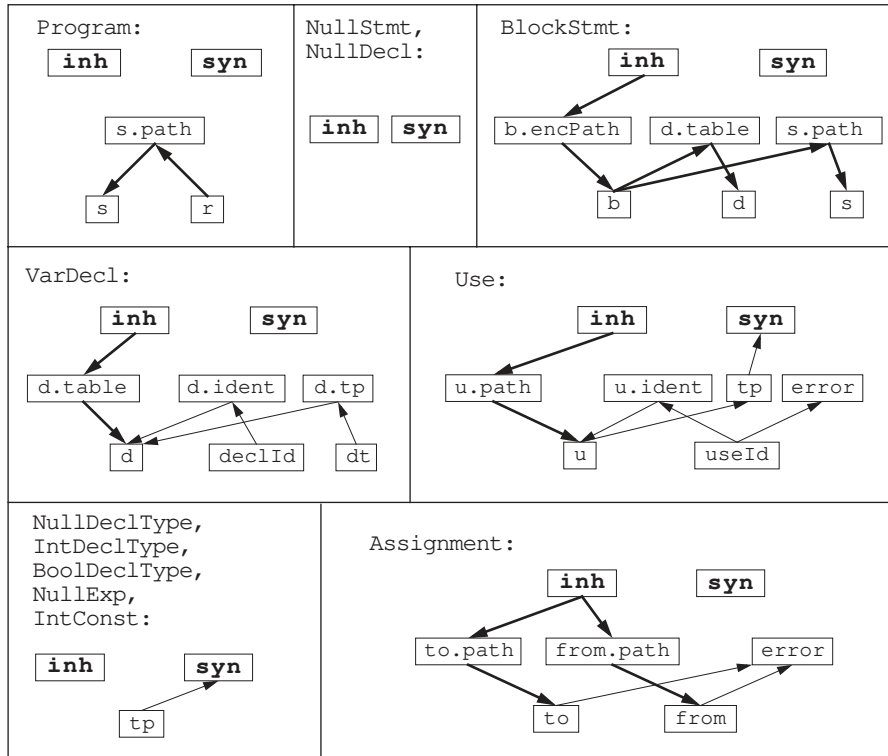 Program:
inh syn
s.path
s r
NullStmt,
NullDecl:
inh syn
BlockStmt:
inh syn
b.encPath d.table s.path
b d s
VarDecl:
inh syn
d.table d.ident d.tp
d declId dt
Use:
inh syn
u.path u.ident tp error
u useId
NullDeclType,
IntDeclType,
BoolDeclType,
NullExp,
IntConst:
inh syn
tp
Assignment:
inh syn
to.path from.path error
to from